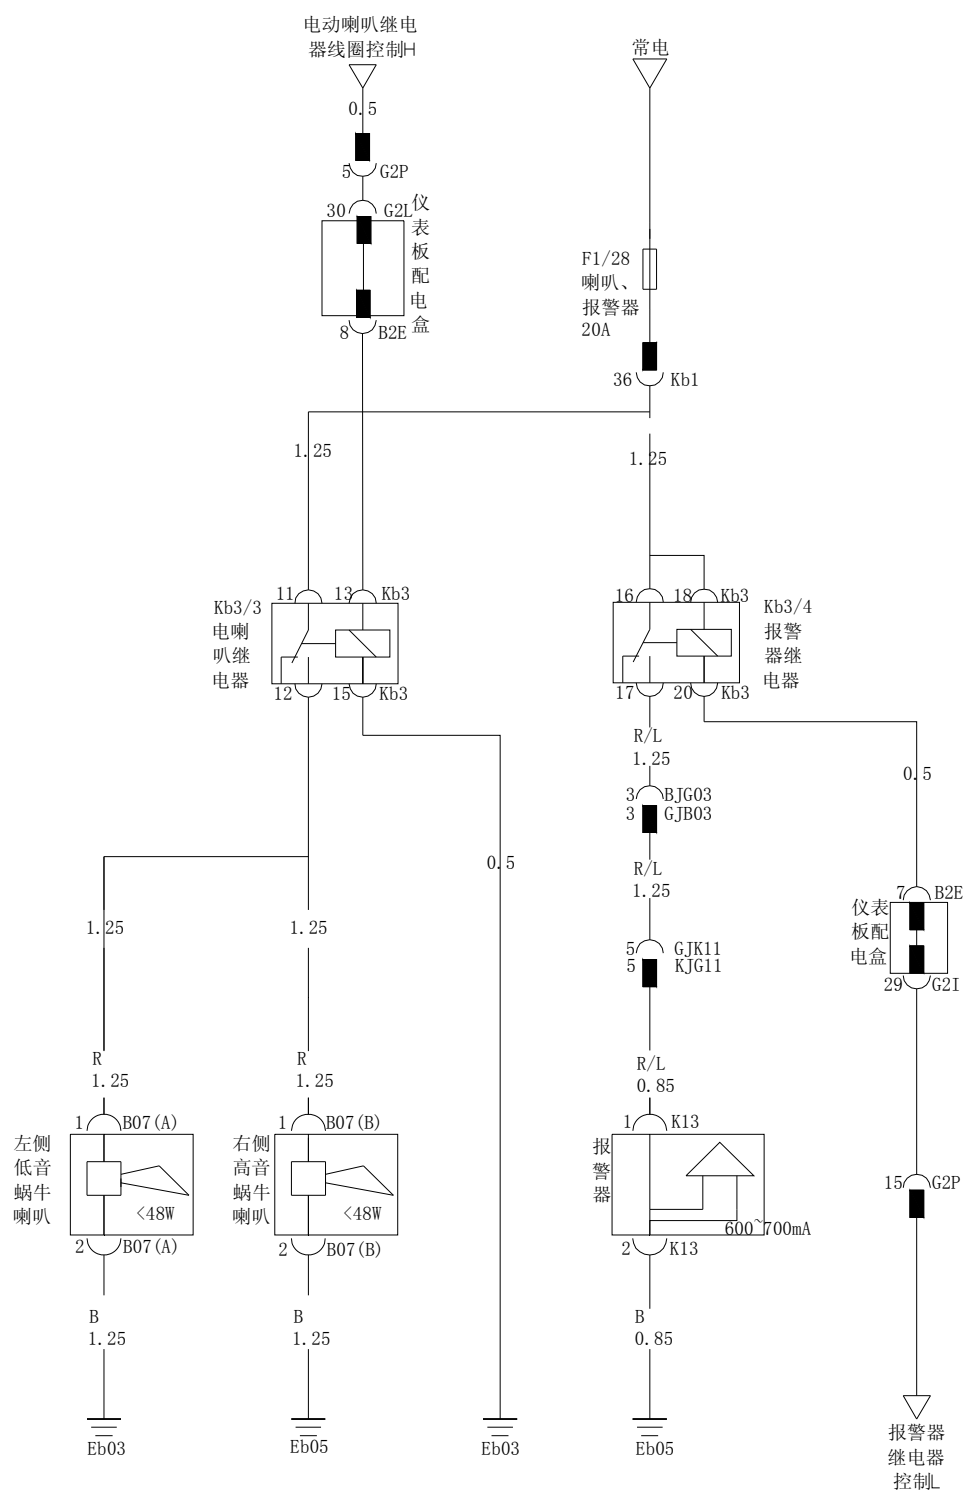 电动喇叭继电
器线圈控制H
常电
0.5
5 G2P
30 G2L
仪
表
板
配
电
盒
8 B2E
F1/28
喇叭、
报警器
20A
36 Kb1
1.25
1.25
11 13 Kb3
Kb3/3
电喇
叭继
电器
12 15 Kb3
16 18 Kb3
Kb3/4
报警
器继
电器
17 20 Kb3
R/L
1.25
0.5
3 BJG03
3 GJB03
0.5
R/L
1.25
7 B2E
仪表
板配
电盒
29 G2I
1.25
1.25
5 GJK11
5 KJG11
R
1.25
R
1.25
R/L
0.85
1 B07(A)
左侧
低音
蜗牛
喇叭
<48W
2 B07(A)
1 B07(B)
右侧
高音
蜗牛
喇叭
<48W
2 B07(B)
1 K13
报
警
器
600~700mA
2 K13
15 G2P
B
1.25
B
1.25
B
0.85
Eb03
Eb05
Eb03
Eb05
报警器
继电器
控制L